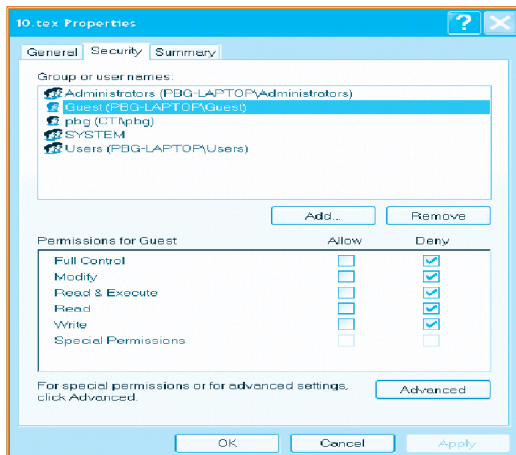 10.tex Properties
General Security Summary
Group or user names:
Administrators (PBG-LAPTOP\Administrators)
Guest (PBG-LAPTOP\Guest)
pbg (CTI\pbg)
SYSTEM
Users (PBG-LAPTOP\Users)
Add... Remove
Permissions for Guest Allow Deny
Full Control
Modify
Read & Execute
Read
Write
Special Permissions
For special permissions or for advanced settings,
click Advanced.
Advanced
OK Cancel Apply